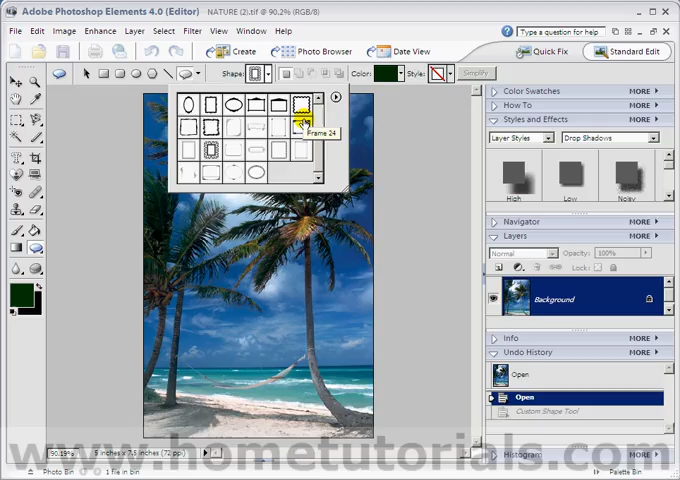 Adobe Photoshop Elements 4.0 (Editor) NATURE (2).tif @ 90.2% (RGB/8)
File Edit Image Enhance Layer Select Filter View Window Help Type a question for help
Create Photo Browser Date View Quick Fix Standard Edit
Shape: Color: Style: Simplify
Color Swatches MORE
How To MORE
Styles and Effects MORE
Frame 24
Layer Styles Drop Shadows
High Low Noisy
Navigator MORE
Layers MORE
Normal Opacity: 100%
Lock:
Background
Info MORE
Undo History MORE
Open
Open
Custom Shape Tool
www.hometutorials.com
90.19% 5 inches x 7.5 inches (72 ppi) Histogram MORE
Photo Bin 1 file in bin Palette Bin